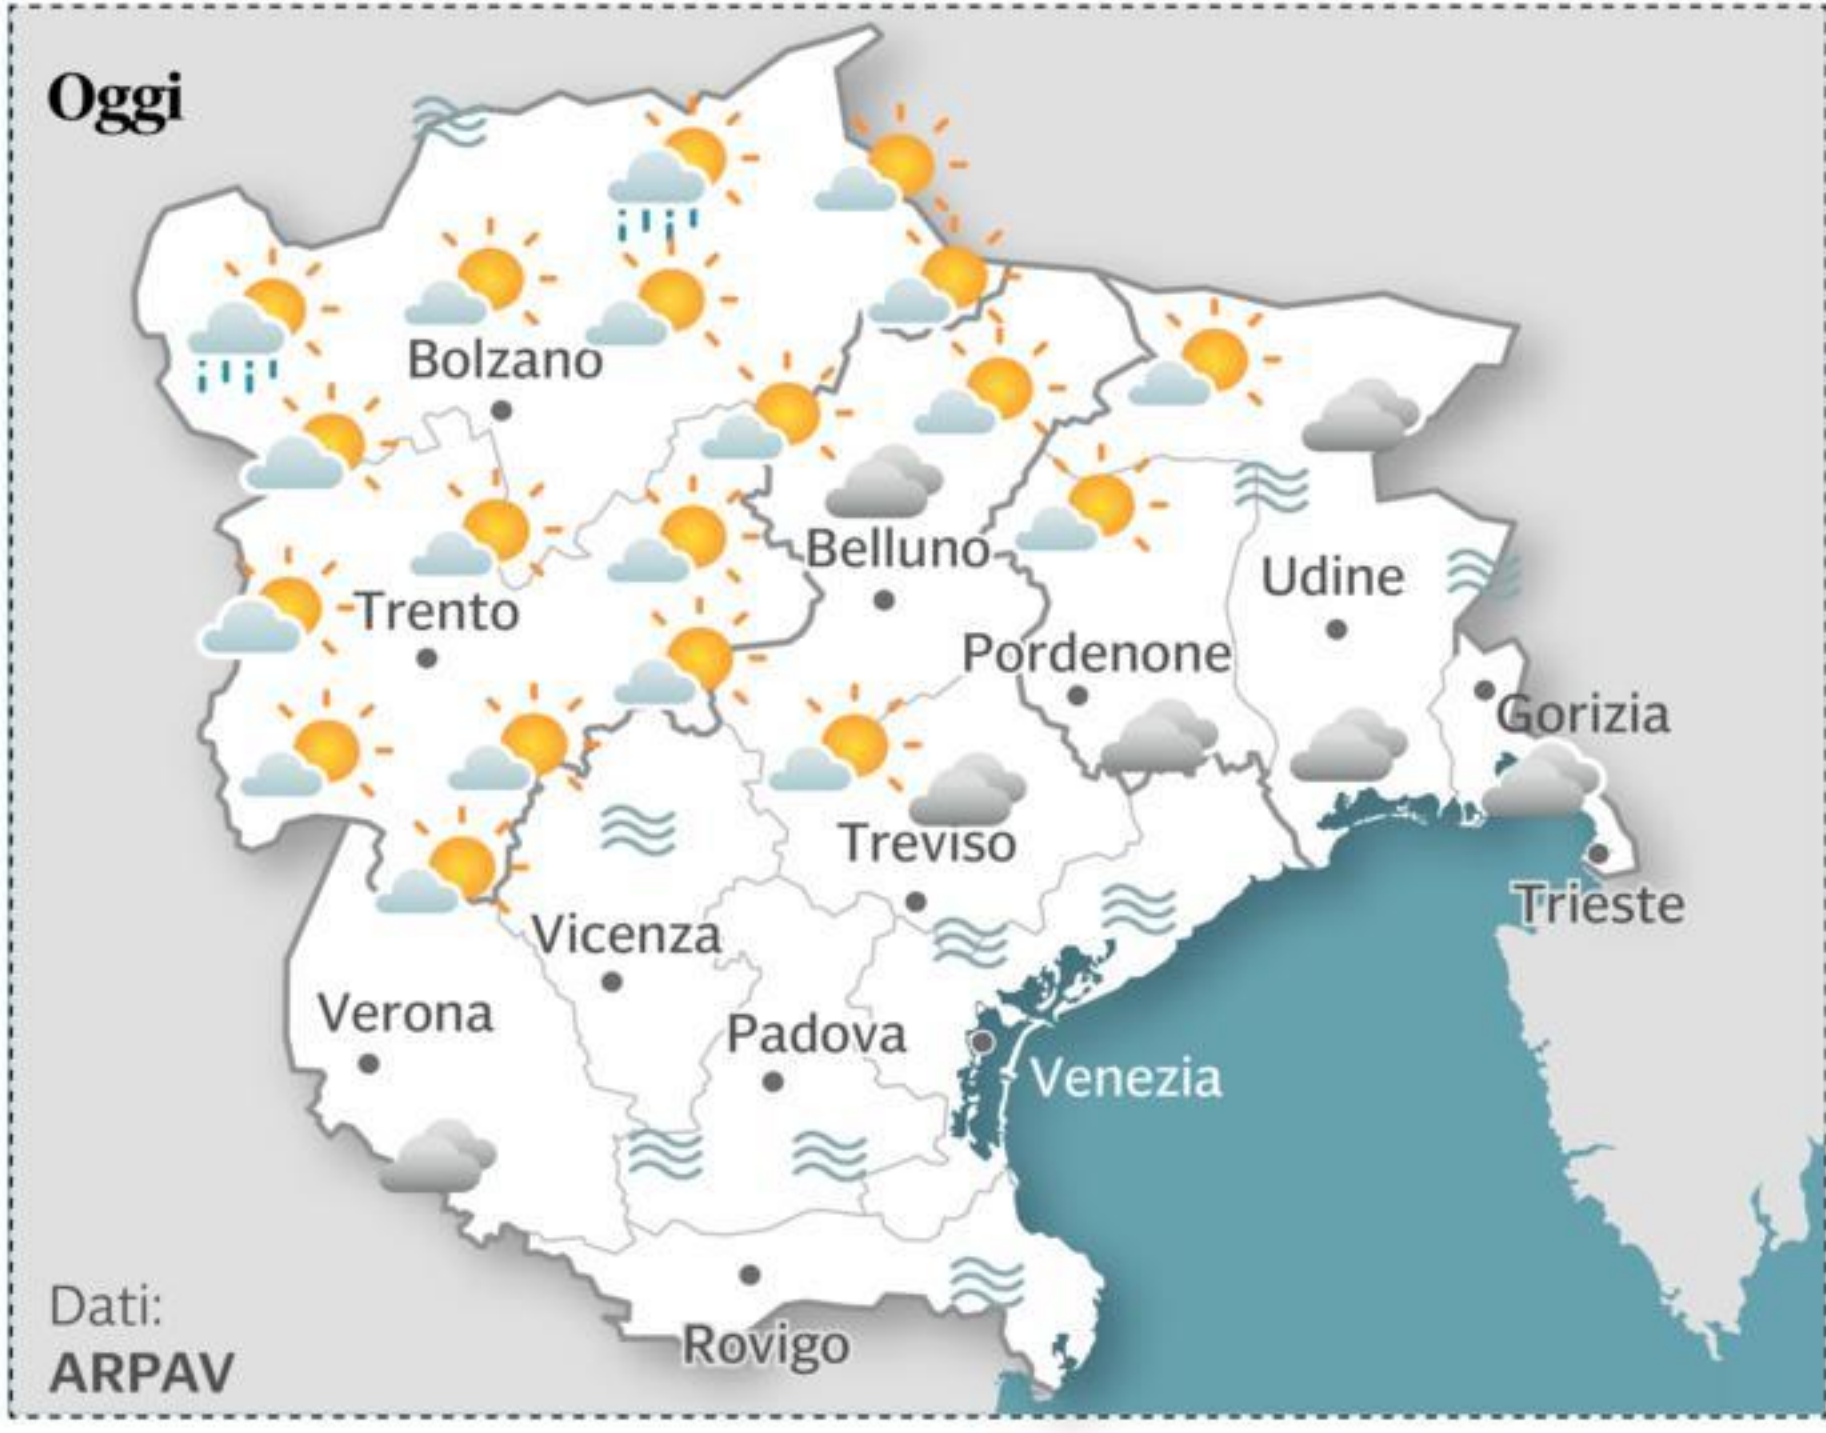 Oggi
Bolzano
Belluno
Udine
Trento
Pordenone
Gorizia
Treviso
Trieste
Vicenza
Verona
Padova
Venezia
Rovigo
Dati:
ARPAV